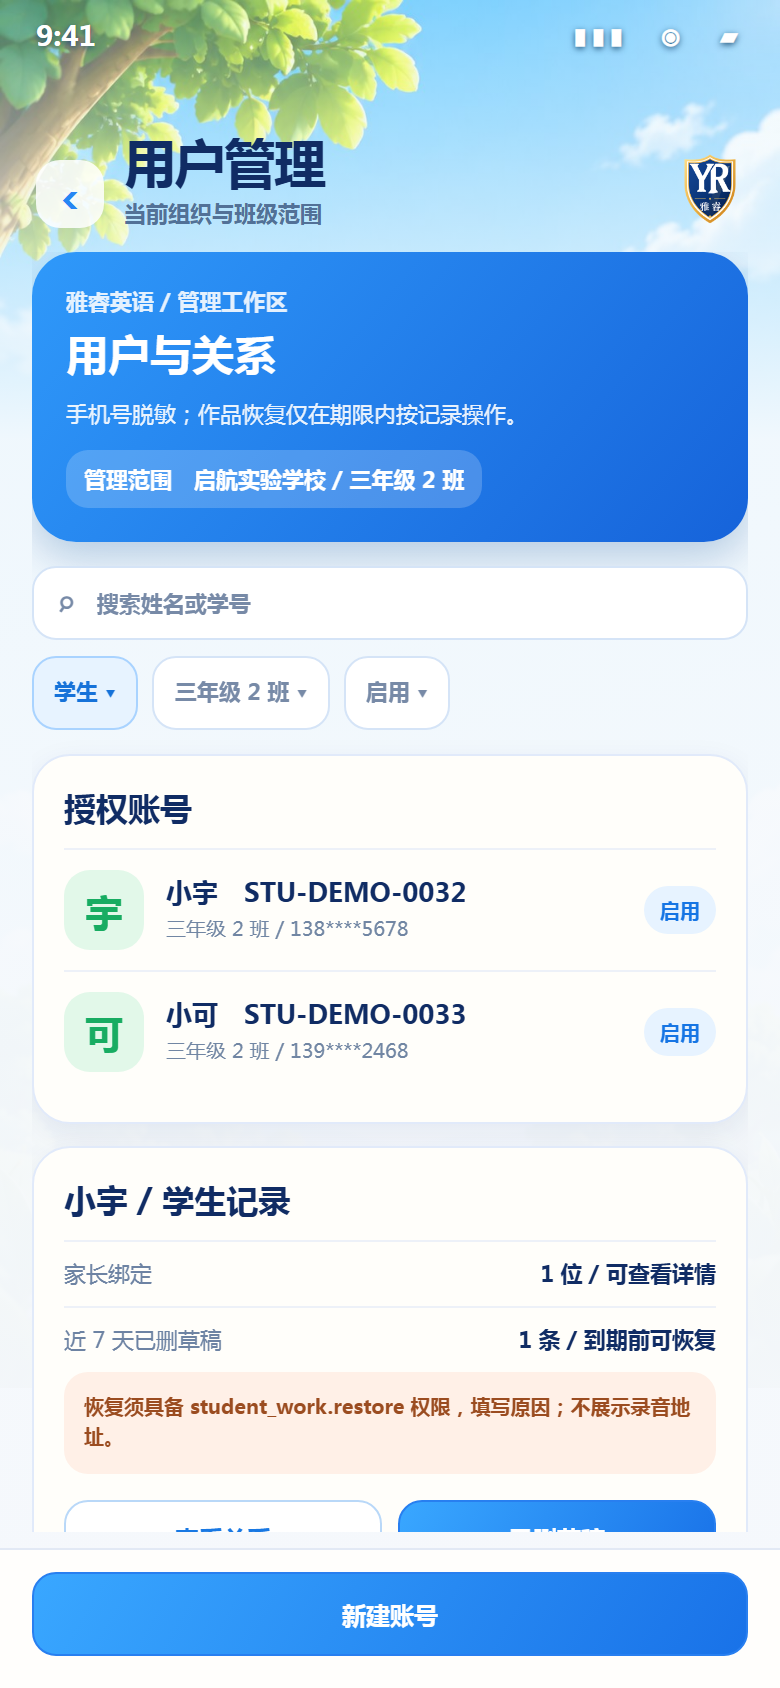 9:41
用户管理
当前组织与班级范围
YR
雅睿
雅睿英语 / 管理工作区
用户与关系
手机号脱敏；作品恢复仅在期限内按记录操作。
管理范围 启航实验学校 / 三年级 2 班
搜索姓名或学号
学生 ▾ 三年级 2 班 ▾ 启用 ▾
授权账号
宇 小宇 STU-DEMO-0032
三年级 2 班 / 138****5678
启用
可 小可 STU-DEMO-0033
三年级 2 班 / 139****2468
启用
小宇 / 学生记录
家长绑定 1 位 / 可查看详情
近 7 天已删草稿 1 条 / 到期前可恢复
恢复须具备 student_work.restore 权限，填写原因；不展示录音地
址。
新建账号